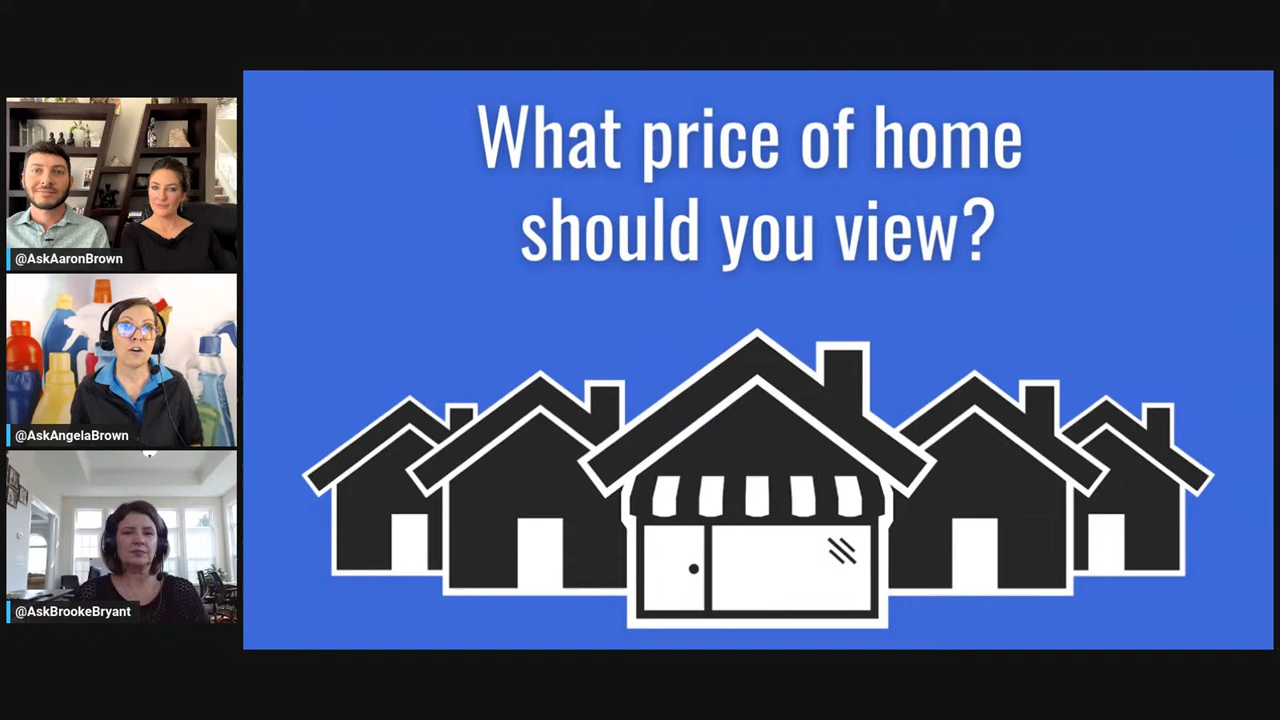 What price of home
should you view?
@AskAaronBrown
@AskAngelaBrown
@AskBrookeBryant